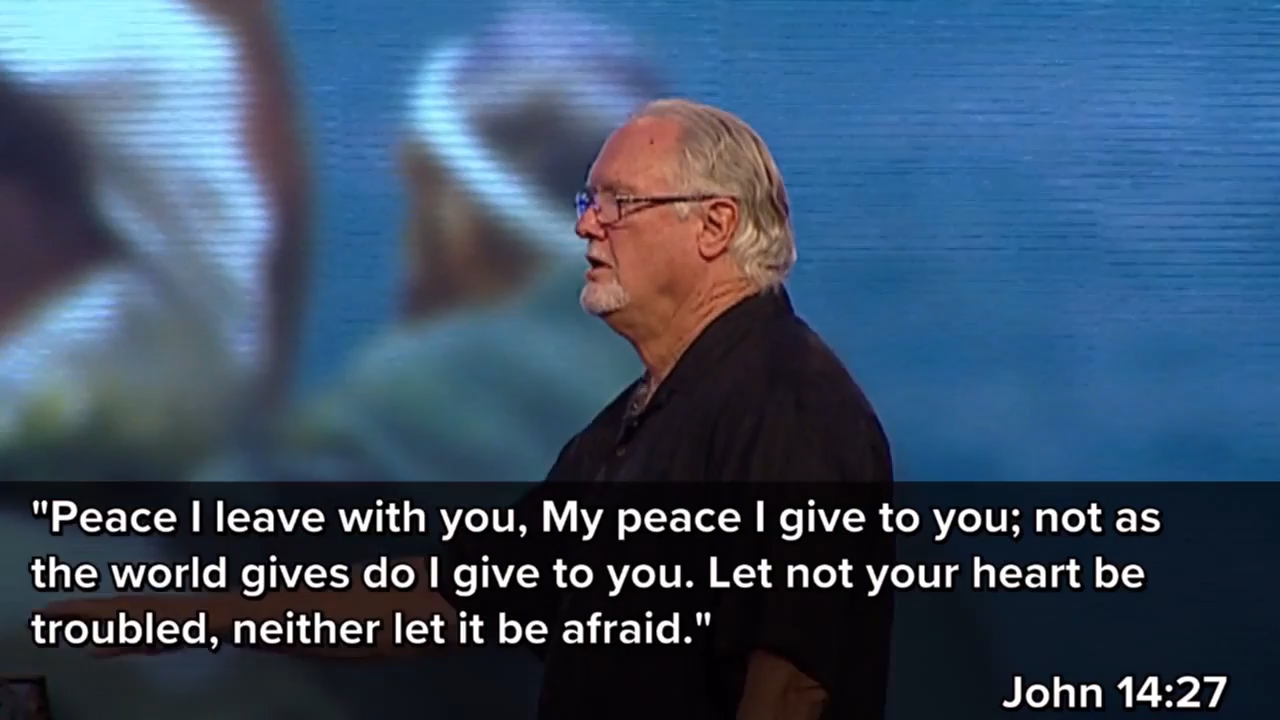 "Peace I leave with you, My peace I give to you; not as
the world gives do I give to you. Let not your heart be
troubled, neither let it be afraid."
John 14:27